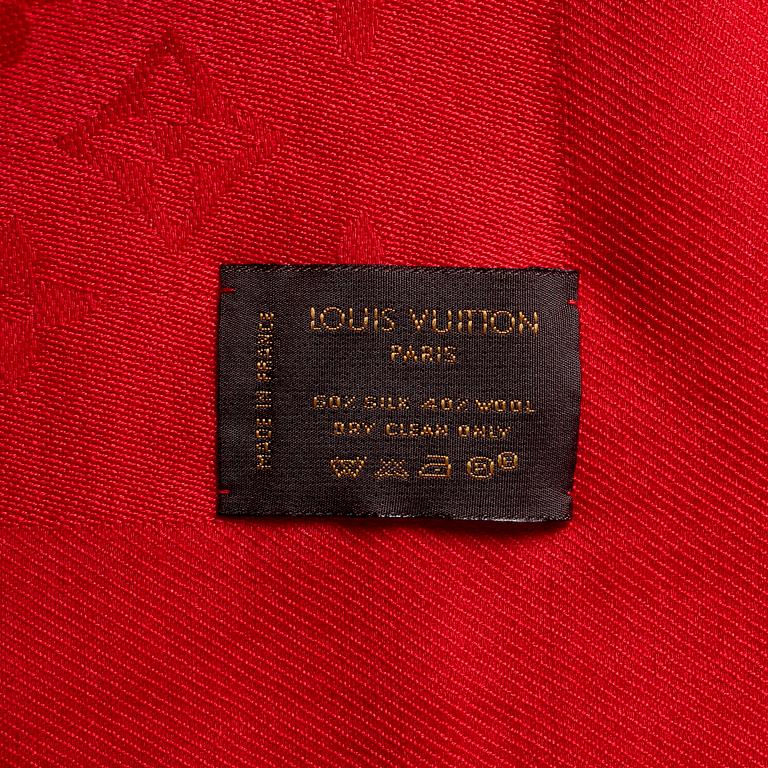 LOUIS VUITTON
PARIS
60% SILK 40% WOOL
DRY CLEAN ONLY
MADE IN FRANCE